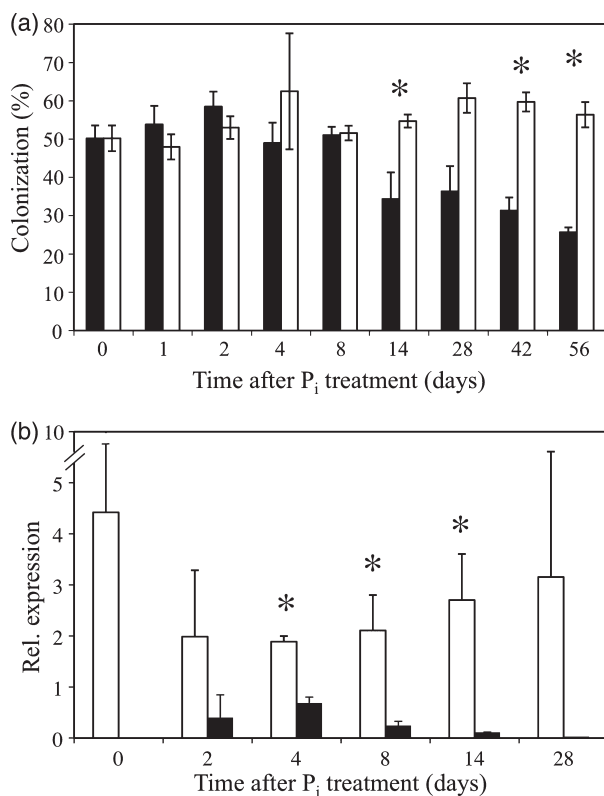 (a)
80
70
60
50
40
30
20
10
0
Colonization (%)
* * *
0 1 2 4 8 14 28 42 56
Time after Pi treatment (days)
(b)
10
5
4
3
2
1
0
Rel. expression
* * *
0 2 4 8 14 28
Time after Pi treatment (days)